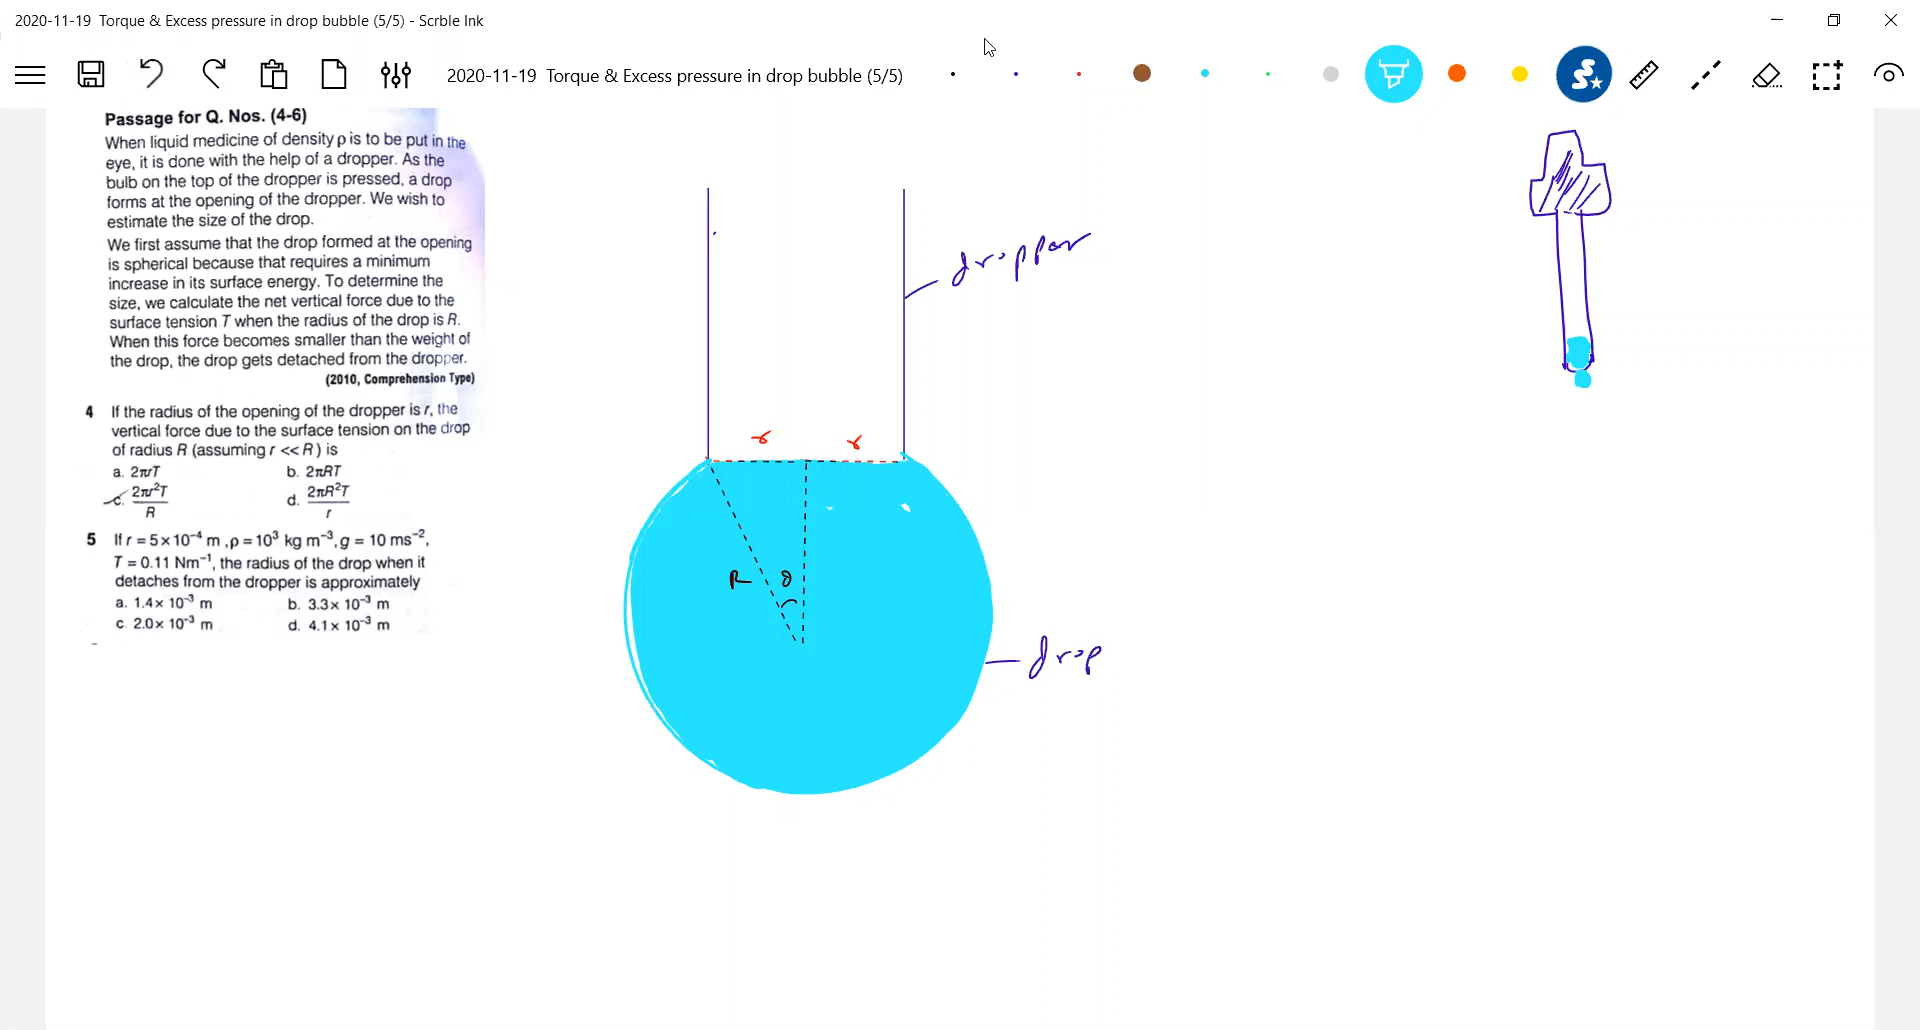 2020-11-19 Torque & Excess pressure in drop bubble (5/5) - Scrble Ink
2020-11-19 Torque & Excess pressure in drop bubble (5/5)
Passage for Q. Nos. (4-6)
When liquid medicine of density ρ is to be put in the
eye, it is done with the help of a dropper. As the
bulb on the top of the dropper is pressed, a drop
forms at the opening of the dropper. We wish to
estimate the size of the drop.
We first assume that the drop formed at the opening
is spherical because that requires a minimum
increase in its surface energy. To determine the
size, we calculate the net vertical force due to the
surface tension T when the radius of the drop is R.
When this force becomes smaller than the weight of
the drop, the drop gets detached from the dropper.
(2010, Comprehension Type)
4 If the radius of the opening of the dropper is r, the
vertical force due to the surface tension on the drop
of radius R (assuming r << R) is
a. 2πrT b. 2πRT
c. 2πr²T/R d. 2πR²T/r
5 If r = 5×10⁻⁴ m, ρ = 10³ kg m⁻³, g = 10 ms⁻²,
T = 0.11 Nm⁻¹, the radius of the drop when it
detaches from the dropper is approximately
a. 1.4× 10⁻³ m b. 3.3× 10⁻³ m
c. 2.0× 10⁻³ m d. 4.1× 10⁻³ m
dropper
r r
R θ
drop